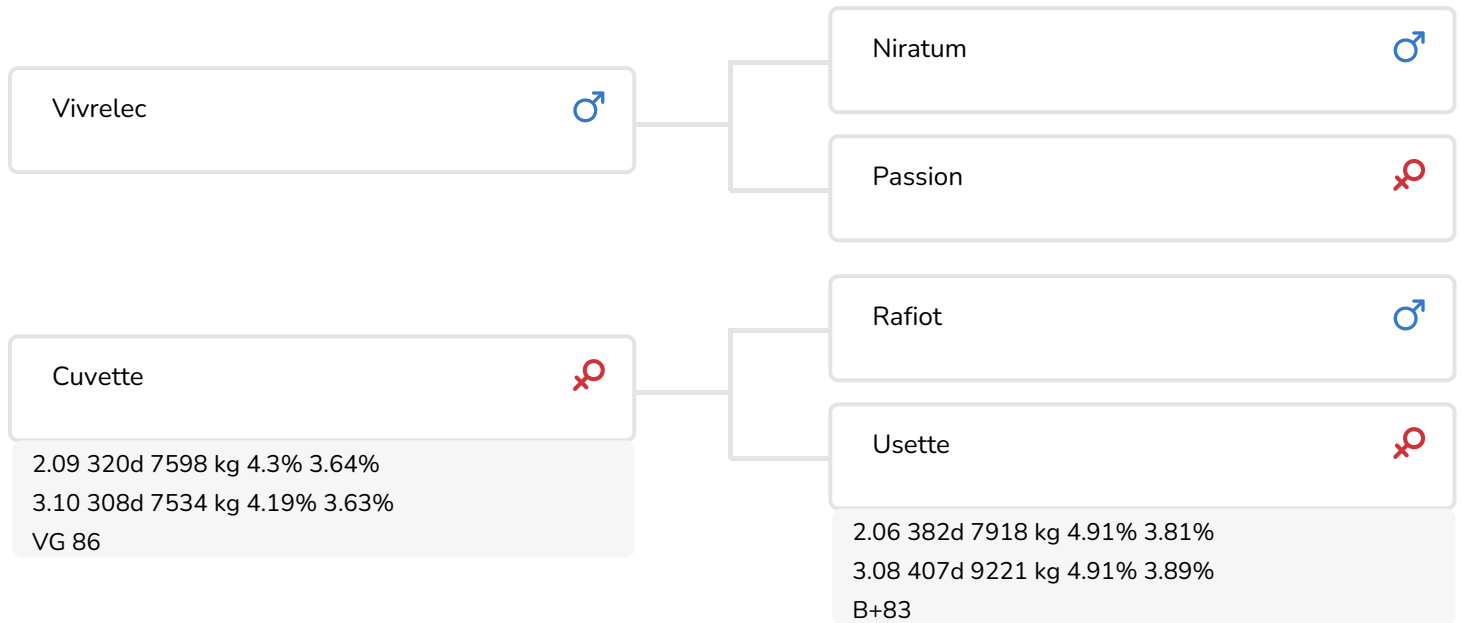 Niratum
Vivrelec
Passion
Rafiot
Cuvette
Usette
2.09 320d 7598 kg 4.3% 3.64%
3.10 308d 7534 kg 4.19% 3.63%
VG 86
2.06 382d 7918 kg 4.91% 3.81%
3.08 407d 9221 kg 4.91% 3.89%
B+83